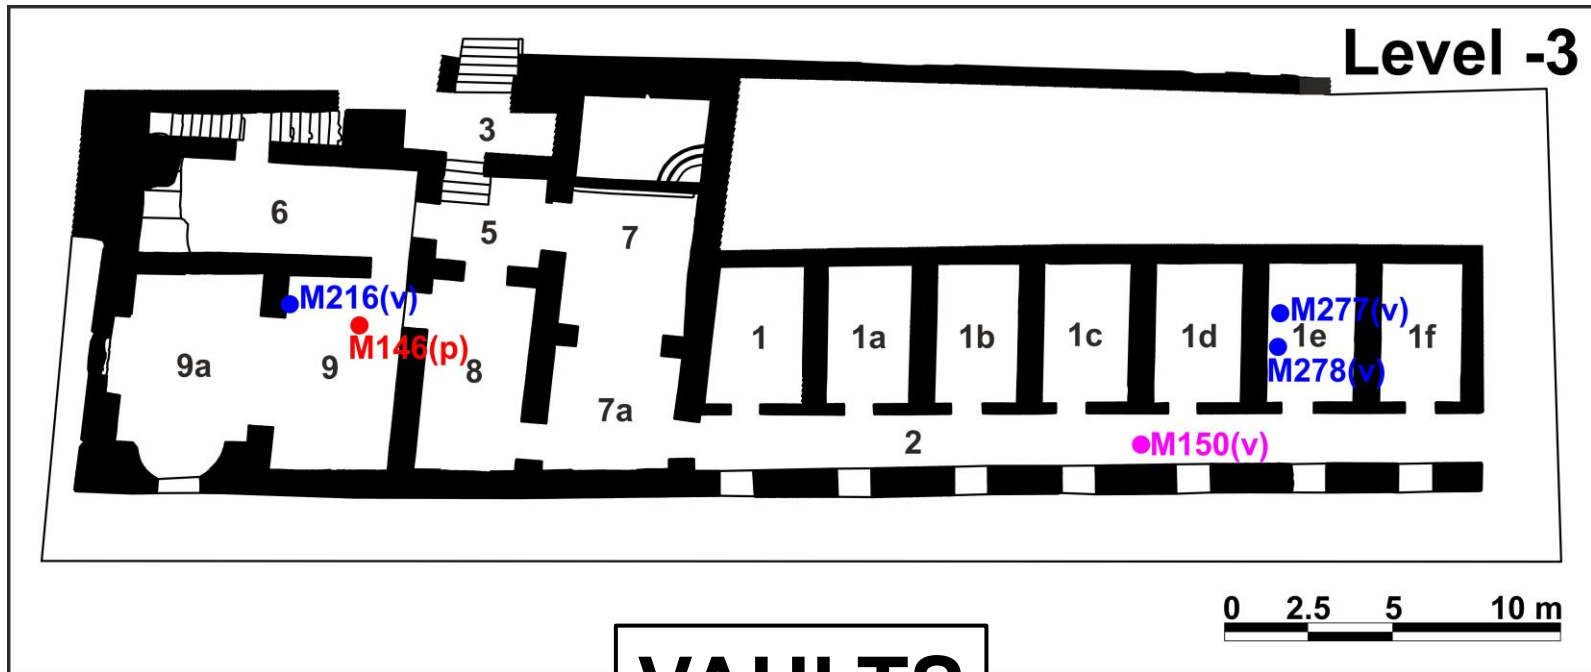 Level -3
3
6
5
7
M216(v)
M277(v)
M146(p)
9a
9
8
1
1a
1b
1c
1d
1e
1f
M278(v)
7a
2
M150(v)
0 2.5 5 10 m
VAULTS